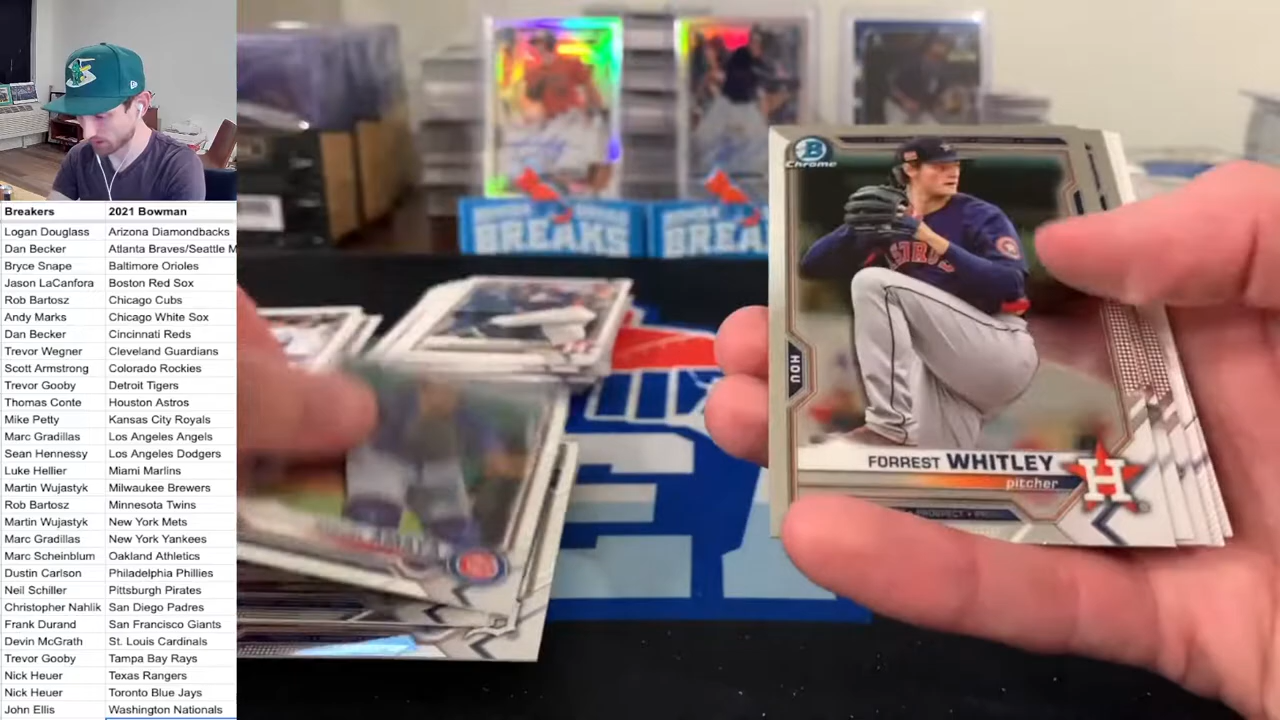 Breakers 2021 Bowman
Logan Douglass Arizona Diamondbacks
Dan Becker Atlanta Braves/Seattle M
Bryce Snape Baltimore Orioles
Jason LaCanfora Boston Red Sox
Rob Bartosz Chicago Cubs
Andy Marks Chicago White Sox
Dan Becker Cincinnati Reds
Trevor Wegner Cleveland Guardians
Scott Armstrong Colorado Rockies
Trevor Gooby Detroit Tigers
Thomas Conte Houston Astros
Mike Petty Kansas City Royals
Marc Gradillas Los Angeles Angels
Sean Hennessy Los Angeles Dodgers
Luke Hellier Miami Marlins
Martin Wujastyk Milwaukee Brewers
Rob Bartosz Minnesota Twins
Martin Wujastyk New York Mets
Marc Gradillas New York Yankees
Marc Scheinblum Oakland Athletics
Dustin Carlson Philadelphia Phillies
Neil Schiller Pittsburgh Pirates
Christopher Nahlik San Diego Padres
Frank Durand San Francisco Giants
Devin McGrath St. Louis Cardinals
Trevor Gooby Tampa Bay Rays
Nick Heuer Texas Rangers
Nick Heuer Toronto Blue Jays
John Ellis Washington Nationals
BREAKS
BREA
B
Chrome
ASTROS
HOU
FORREST WHITLEY
pitcher
H
PROSPECT